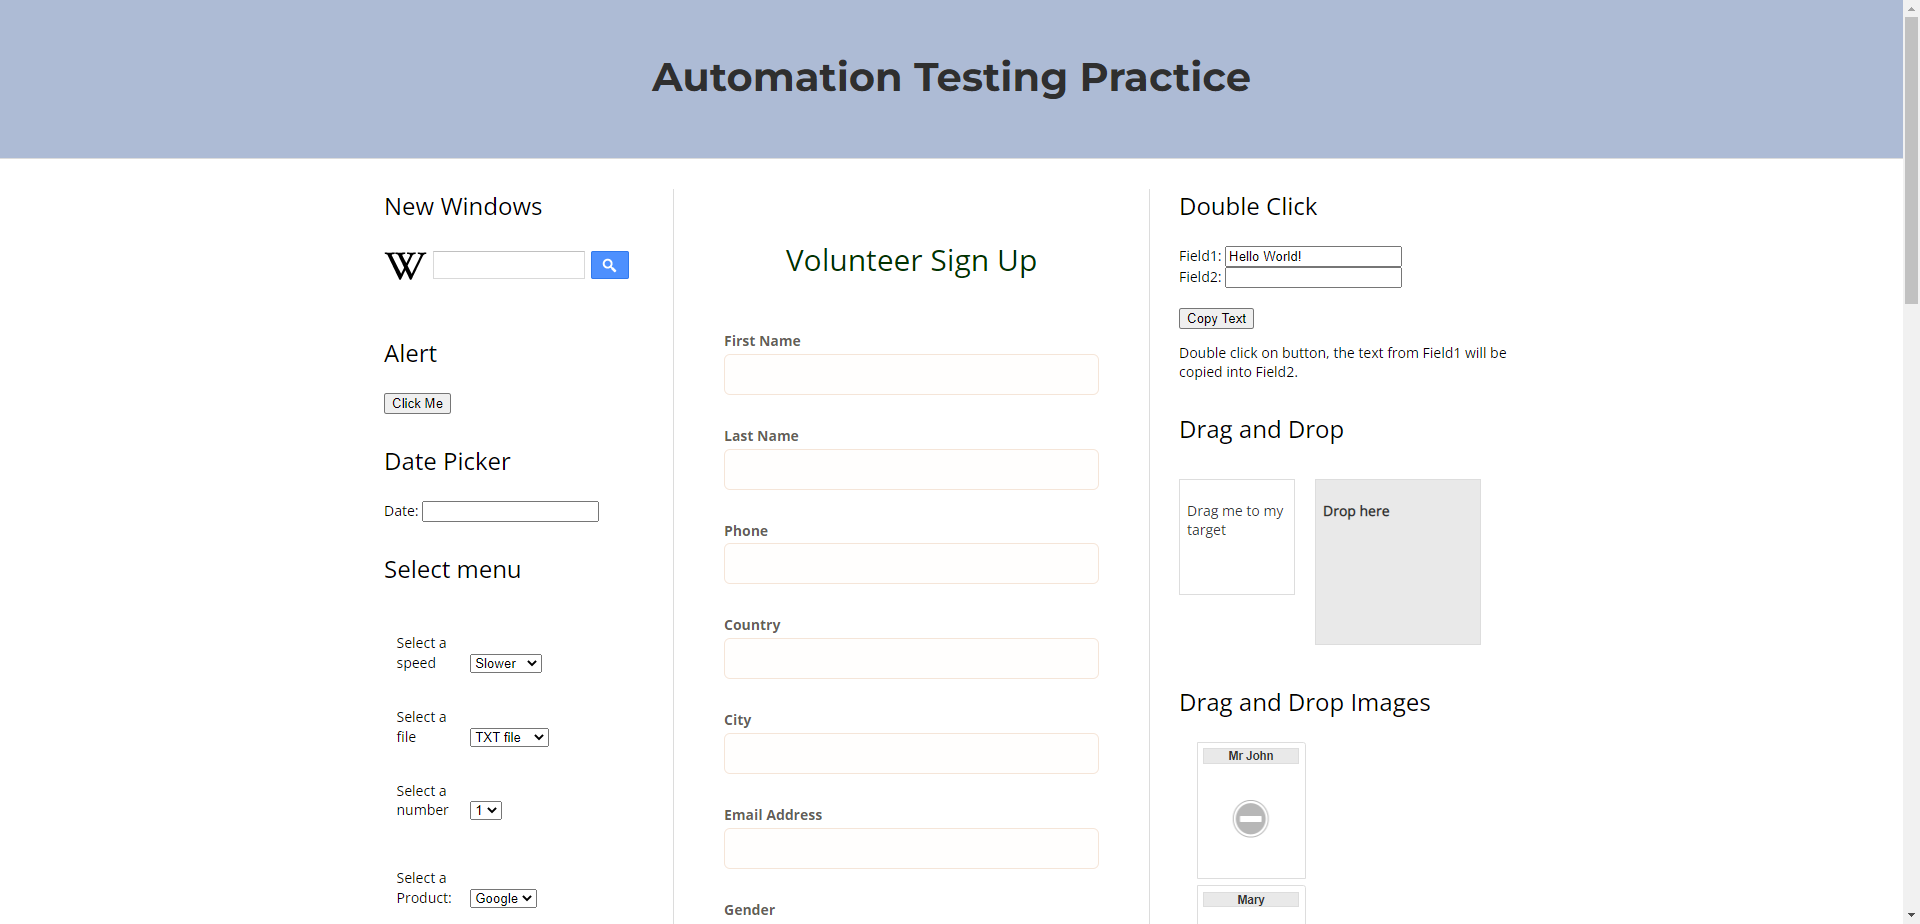 Automation Testing Practice
New Windows
W
Alert
Click Me
Date Picker
Date:
Select menu
Select a
speed
Slower
Select a
file
TXT file
Select a
number
1
Select a
Product:
Google
Volunteer Sign Up
First Name
Last Name
Phone
Country
City
Email Address
Gender
Double Click
Field1: Hello World!
Field2:
Copy Text
Double click on button, the text from Field1 will be
copied into Field2.
Drag and Drop
Drag me to my
target
Drop here
Drag and Drop Images
Mr John
Mary